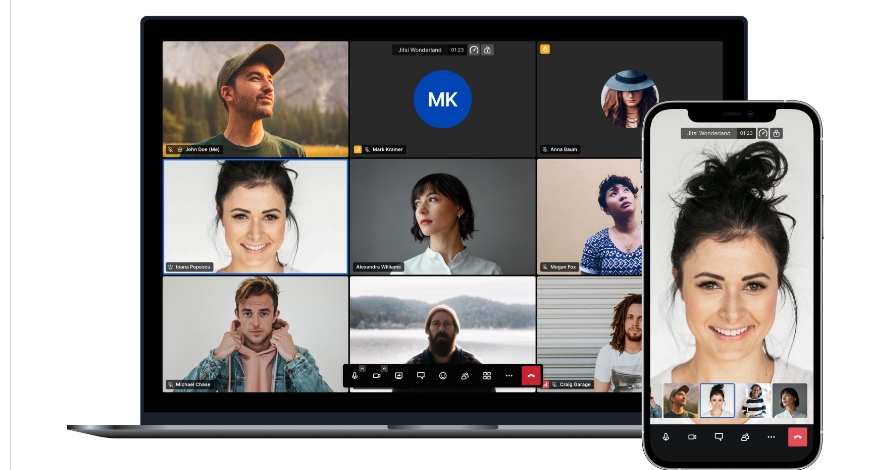 Jitsi Wonderland 01:23
MK
John Doe (Me)
Mark Kramer
Anna Baum
Ioana Popescu
Alexandra Williams
Megan Fox
Michael Chase
Craig Garage
Jitsi Wonderland 01:23